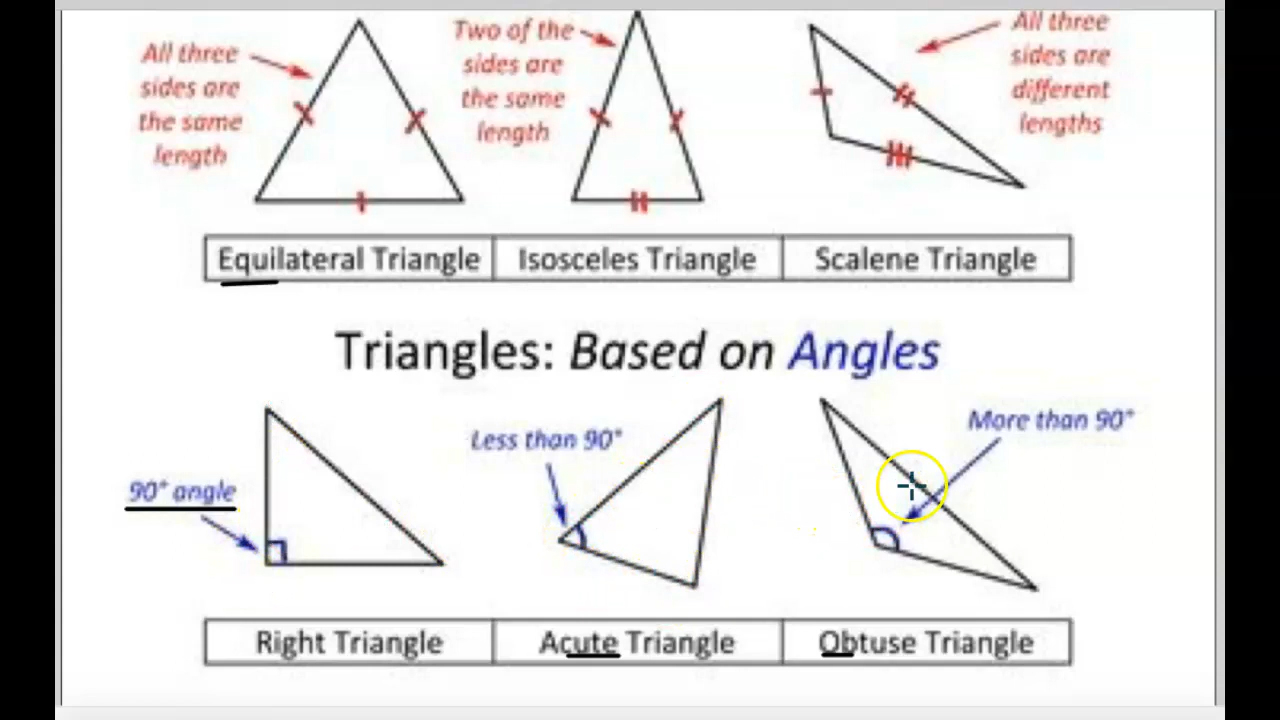 All three
sides are
the same
length
Two of the
sides are
the same
length
All three
sides are
different
lengths
Equilateral Triangle
Isosceles Triangle
Scalene Triangle
Triangles: Based on Angles
90° angle
Less than 90°
More than 90°
Right Triangle
Acute Triangle
Obtuse Triangle